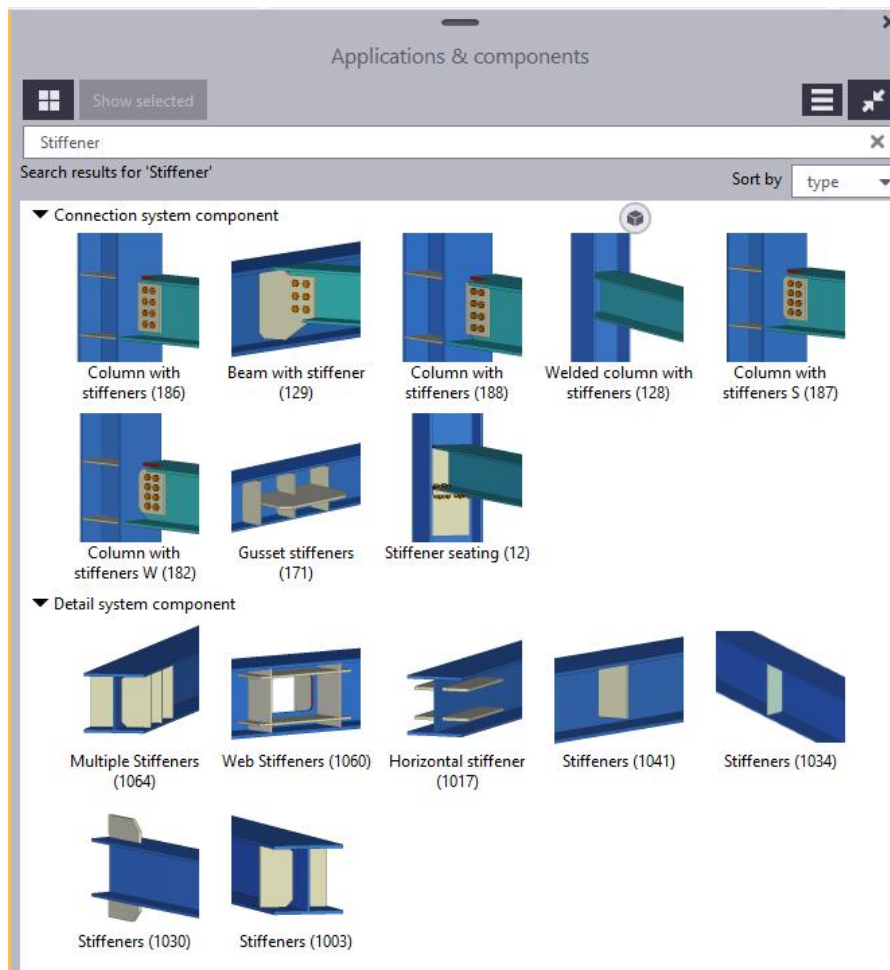 Applications & components
Show selected
Stiffener
Search results for 'Stiffener'
Sort by type
Connection system component
Column with stiffeners (186)
Beam with stiffener (129)
Column with stiffeners (188)
Welded column with stiffeners (128)
Column with stiffeners S (187)
Column with stiffeners W (182)
Gusset stiffeners (171)
Stiffener seating (12)
Detail system component
Multiple Stiffeners (1064)
Web Stiffeners (1060)
Horizontal stiffener (1017)
Stiffeners (1041)
Stiffeners (1034)
Stiffeners (1030)
Stiffeners (1003)